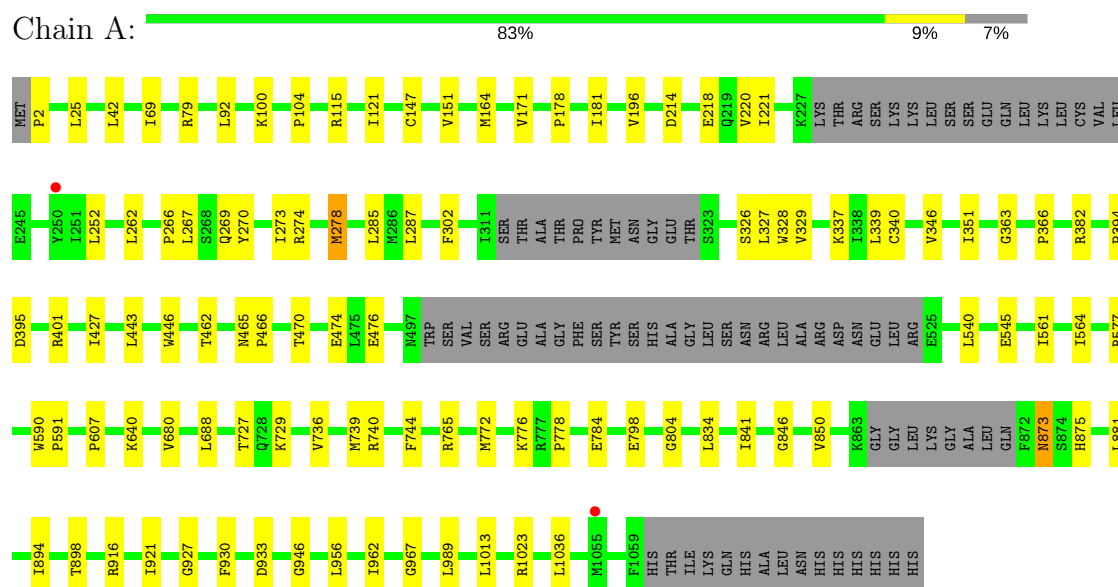 Chain A:
83% 9% 7%
MET P2 L25 L42 I69 R79 L92 K100 P104 R115 I121 C147 V151 M164 V171 P178 I181 V196 D214 E218 Q219 V220 I221 K227 LYS THR ARG SER LYS LYS LEU SER SER GLU GLN LEU LYS LEU CYS VAL LEU
E245 Y250 I251 L252 L262 P266 L267 S268 Q269 Y270 I273 R274 M278 L285 M286 L287 F302 I311 SER THR ALA THR PRO TYR MET ASN GLY GLU THR S323 S326 L327 W328 V329 K337 I338 L339 C340 V346 I351 G363 P366 R382
D395 R401 I427 L443 W446 T462 N465 P466 T470 E474 L475 E476 N497 TRP SER VAL SER ARG GLU ALA GLY PHE SER TYR SER HIS ALA GLY LEU SER ASN ARG LEU ALA ARG ASP ASN GLU LEU ARG E525 L540 E545 I561 I564
W590 P591 P607 K640 V680 L688 T727 Q728 K729 V736 M739 R740 F744 R765 M772 K776 R777 P778 E784 E798 G804 L834 I841 G846 V850 K863 GLY GLY LEU LYS GLY ALA LEU GLN F872 N873 S874 H875
I894 T898 R916 I921 G927 F930 D933 G946 L956 I962 G967 L989 L1013 R1023 L1036 M1055 F1059 HIS THR ILE LYS GLN HIS ALA LEU ASN HIS HIS HIS HIS HIS HIS